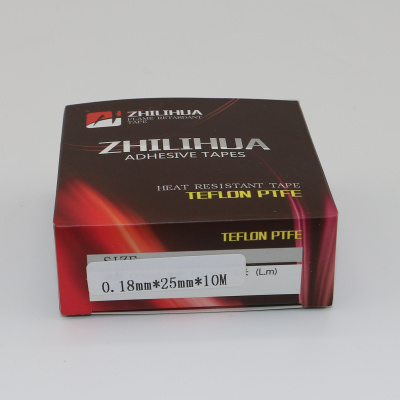 ZHILIHUA
FLAME RETARDANT
TAPE
ZHILIHUA
ADHESIVE TAPES
HEAT RESISTANT TAPE
TEFLON PTFE
TEFLON PTFE
SIZE
(Lm)
0.18mm*25mm*10M